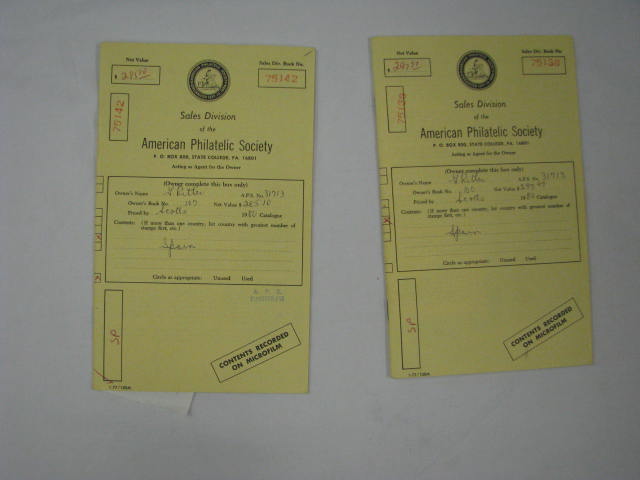 Net Value
Sales Div. Book No.
75142
75142
Sales Division
of the
American Philatelic Society
P. O. BOX 800, STATE COLLEGE, PA. 16801
Acting as Agent for the Owner
(Owner complete this box only)
Owner's Name A.P.S. No. 31713
Owner's Book No. 107 Net Value $ 285 10
Priced by Scotts 1980 Catalogue
Contents: (If more than one country, list country with greatest number of
stamps first, etc.)
Spain
Circle as appropriate: Unused Used
SP
CONTENTS RECORDED
ON MICROFILM
Net Value
Sales Div. Book No.
Sales Division
of the
American Philatelic Society
P. O. BOX 800, STATE COLLEGE, PA. 16801
Acting as Agent for the Owner
(Owner complete this box only)
Owner's Name A.P.S. No. 31713
Owner's Book No. Net Value $
Priced by Scotts 1980 Catalogue
Contents: (If more than one country, list country with greatest number of
stamps first, etc.)
Spain
Circle as appropriate: Unused Used
SP
CONTENTS RECORDED
ON MICROFILM